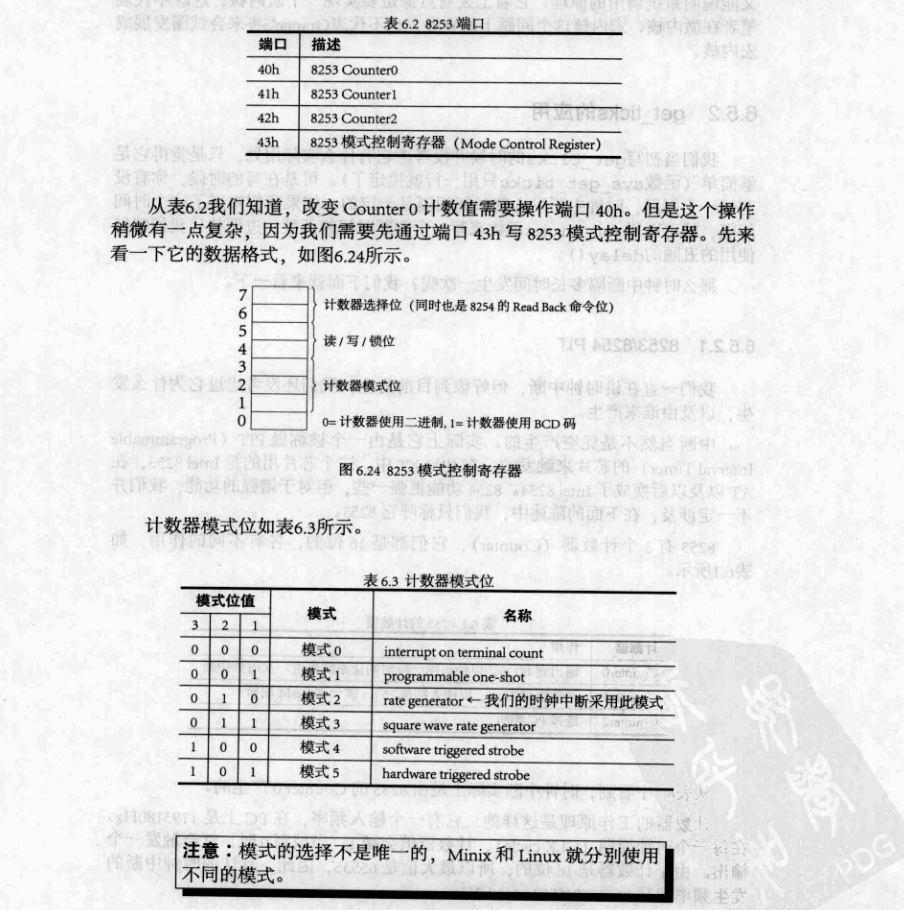 表 6.2 8253 端口
端口 描述
40h 8253 Counter0
41h 8253 Counter1
42h 8253 Counter2
43h 8253 模式控制寄存器（Mode Control Register）
从表6.2我们知道，改变 Counter 0 计数值需要操作端口 40h。但是这个操作
稍微有一点复杂，因为我们需要先通过端口 43h 写 8253 模式控制寄存器。先来
看一下它的数据格式，如图6.24所示。
7
计数器选择位（同时也是 8254 的 Read Back 命令位）
6
5
读 / 写 / 锁位
4
3
2 计数器模式位
1
0 0= 计数器使用二进制, 1= 计数器使用 BCD 码
图 6.24 8253 模式控制寄存器
计数器模式位如表6.3所示。
表 6.3 计数器模式位
模式位值 模式 名称
3 2 1
0 0 0 模式 0 interrupt on terminal count
0 0 1 模式 1 programmable one-shot
0 1 0 模式 2 rate generator ← 我们的时钟中断采用此模式
0 1 1 模式 3 square wave rate generator
1 0 0 模式 4 software triggered strobe
1 0 1 模式 5 hardware triggered strobe
注意：模式的选择不是唯一的，Minix 和 Linux 就分别使用
不同的模式。
PDG